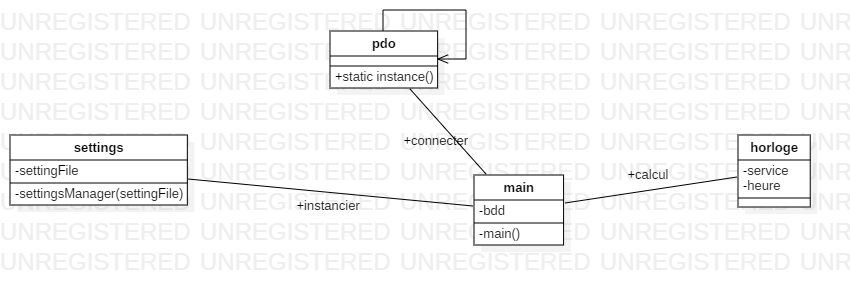 UNREGISTERED UNREGISTERED UNREGISTERED UNREGISTERED UNR
pdo
UNREGISTERED UNREGISTERED UNREGISTERED UNREGISTERED UNR
+static instance()
UNREGISTERED UNREGISTERED UNREGISTERED UNREGISTERED UNR
UNREGISTERED UNREGISTERED UNREGISTERED UNREGISTERED UNR
+connecter
UNREGISTERED UNREGISTERED UNREGISTERED UNREGISTERED UNR
settings
-settingFile
-settingsManager(settingFile)
horloge
-service
-heure
+calcul
UNREGISTERED UNREGISTERED UNREGISTERED UNREGISTERED UNR
main
-bdd
-main()
+instancier
UNREGISTERED UNREGISTERED UNREGISTERED UNREGISTERED UNR
UNREGISTERED UNREGISTERED UNREGISTERED UNREGISTERED UNR
UNREGISTERED UNREGISTERED UNREGISTERED UNREGISTERED UNR